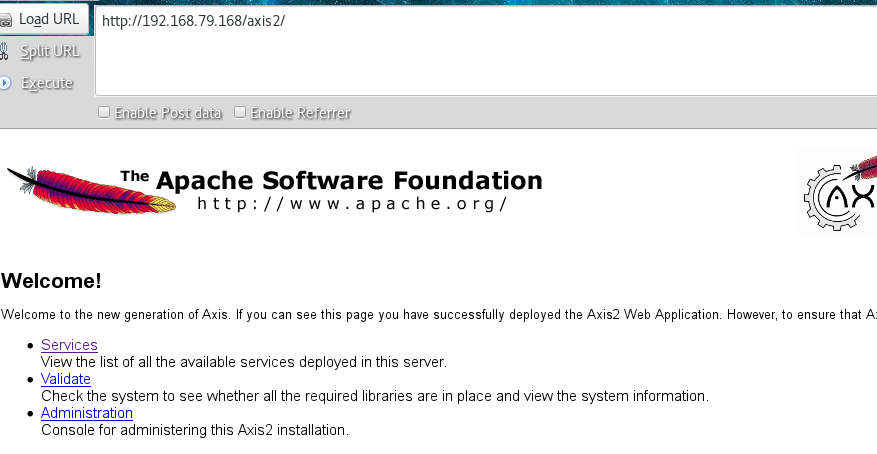 Load URL
http://192.168.79.168/axis2/
Split URL
Execute
Enable Post data Enable Referrer
The Apache Software Foundation
http://www.apache.org/
AX
Welcome!
Welcome to the new generation of Axis. If you can see this page you have successfully deployed the Axis2 Web Application. However, to ensure that A
• Services
View the list of all the available services deployed in this server.
• Validate
Check the system to see whether all the required libraries are in place and view the system information.
• Administration
Console for administering this Axis2 installation.